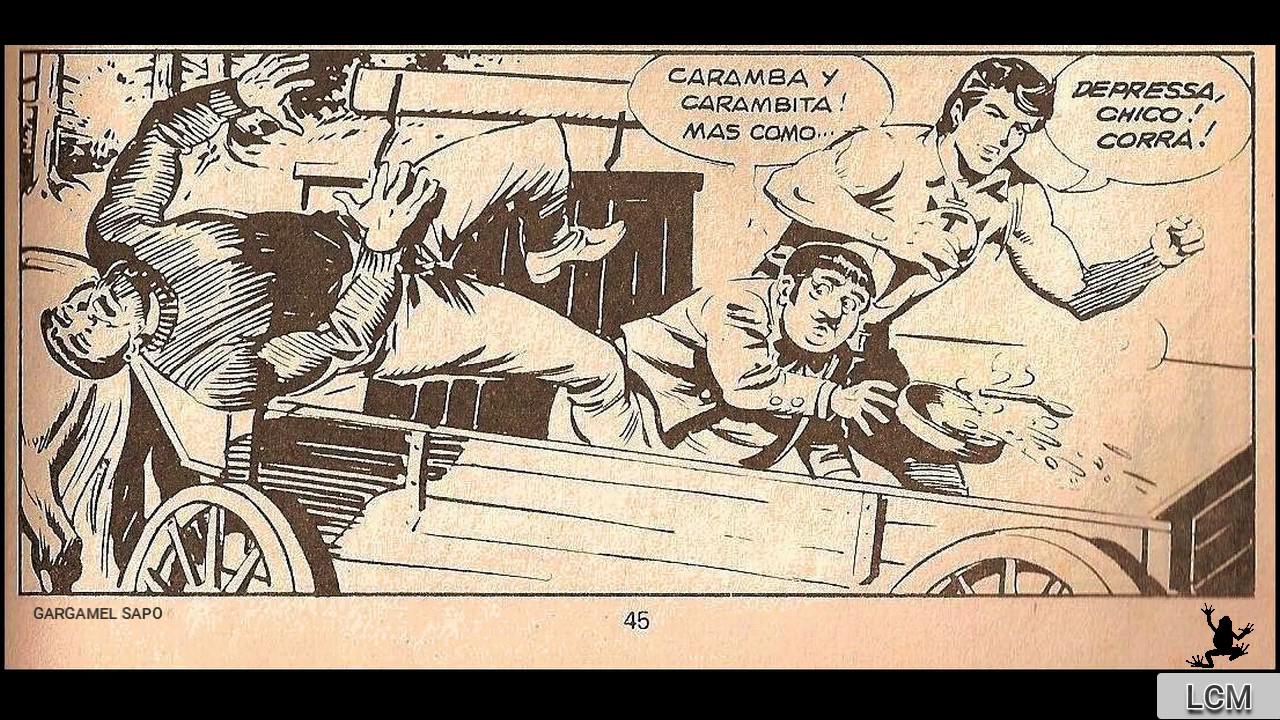 CARAMBA Y
CARAMBITA!
MAS COMO...
DEPRESSA,
CHICO!
CORRA!
T
GARGAMEL SAPO
45
LCM